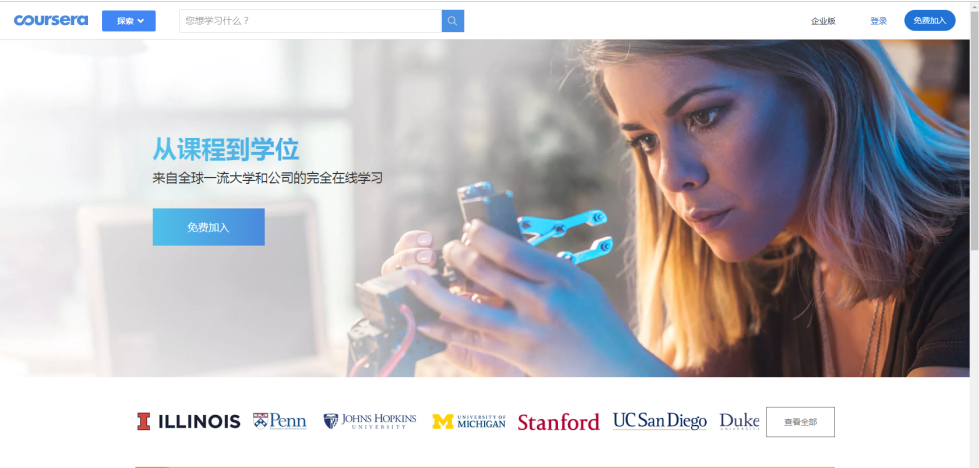 coursera
探索
您想学习什么？
企业版
登录
免费加入
从课程到学位
来自全球一流大学和公司的完全在线学习
免费加入
I ILLINOIS
Penn
JOHNS HOPKINS
UNIVERSITY
M UNIVERSITY OF
MICHIGAN
Stanford
UC San Diego
Duke
UNIVERSITY
查看全部